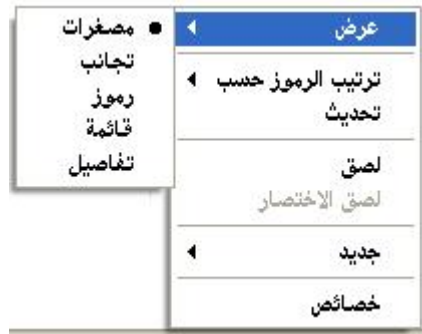 عرض
ترتيب الرموز حسب
تحديث
لصق
لصق الاختصار
جديد
خصائص
مصغرات
تجانب
رموز
قائمة
تفاصيل